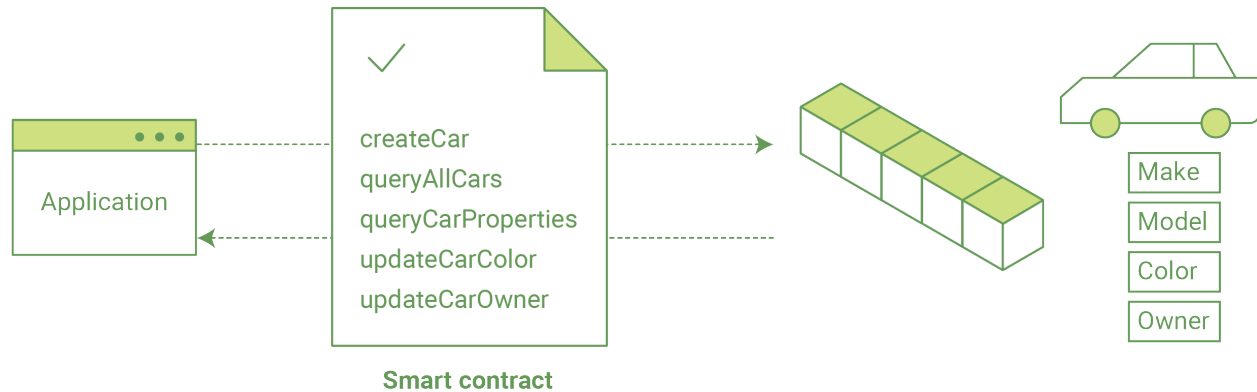 Application
createCar
queryAllCars
queryCarProperties
updateCarColor
updateCarOwner
Smart contract
Make
Model
Color
Owner